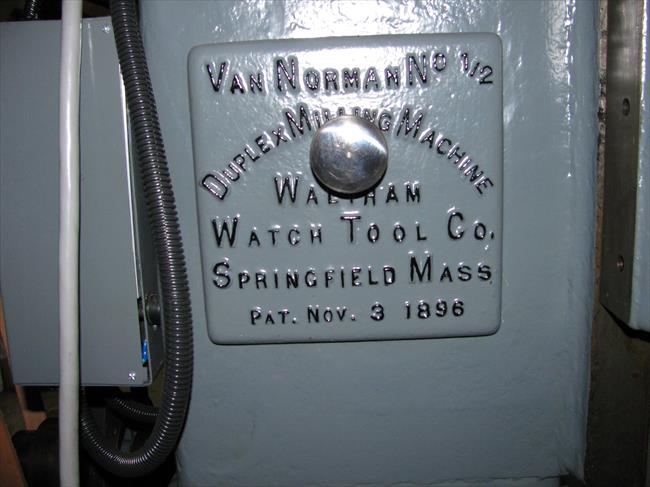 VAN NORMAN NO 1/2
DUPLEX MILLING MACHINE
WALTHAM
WATCH TOOL CO.
SPRINGFIELD MASS
PAT. NOV. 3 1896